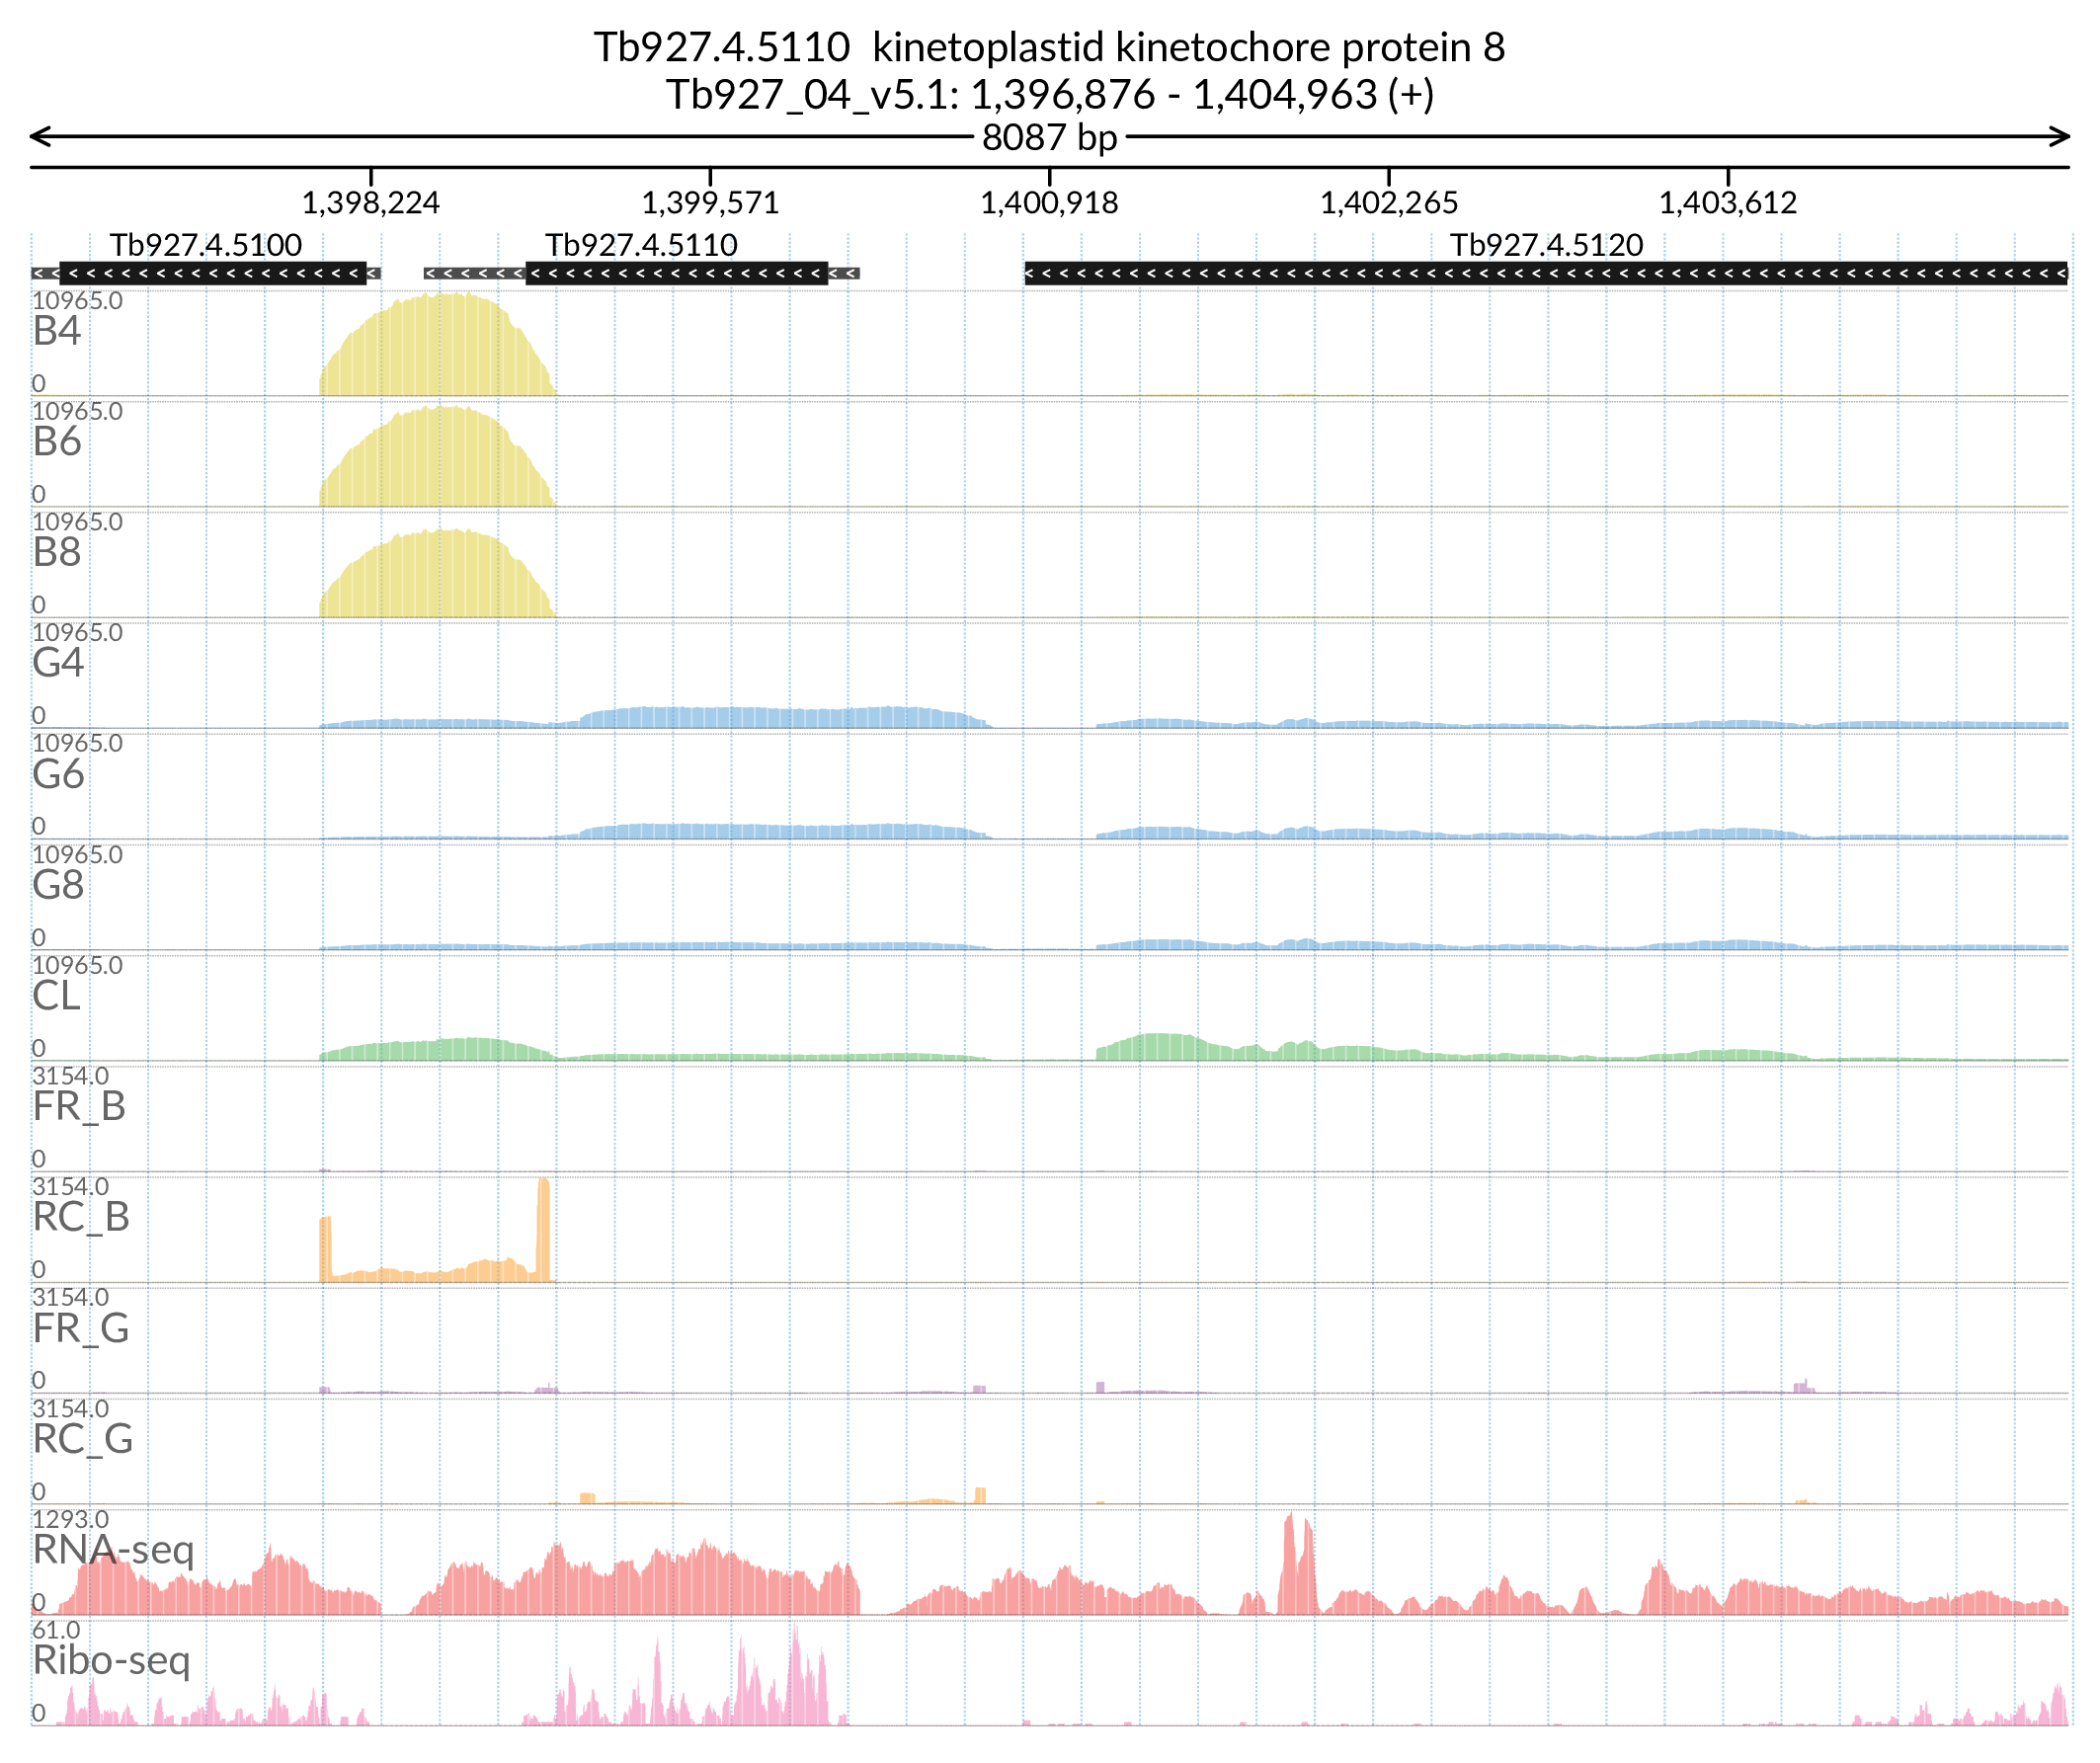 Tb927.4.5110 kinetoplastid kinetochore protein 8
Tb927_04_v5.1: 1,396,876 - 1,404,963 (+)
8087 bp
1,398,224 1,399,571 1,400,918 1,402,265 1,403,612
Tb927.4.5100 Tb927.4.5110 Tb927.4.5120
10965.0
B4
0
10965.0
B6
0
10965.0
B8
0
10965.0
G4
0
10965.0
G6
0
10965.0
G8
0
10965.0
CL
0
3154.0
FR_B
0
3154.0
RC_B
0
3154.0
FR_G
0
3154.0
RC_G
0
1293.0
RNA-seq
0
61.0
Ribo-seq
0